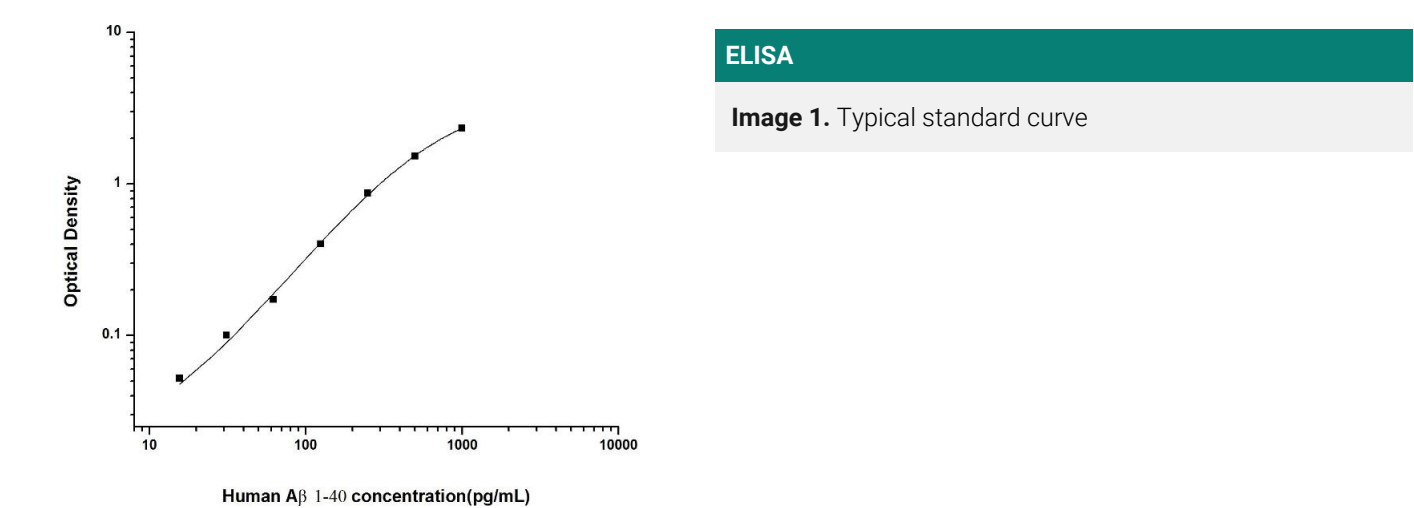 10
1
0.1
Optical Density
10 100 1000 10000
Human Aβ 1-40 concentration(pg/mL)
ELISA
Image 1. Typical standard curve